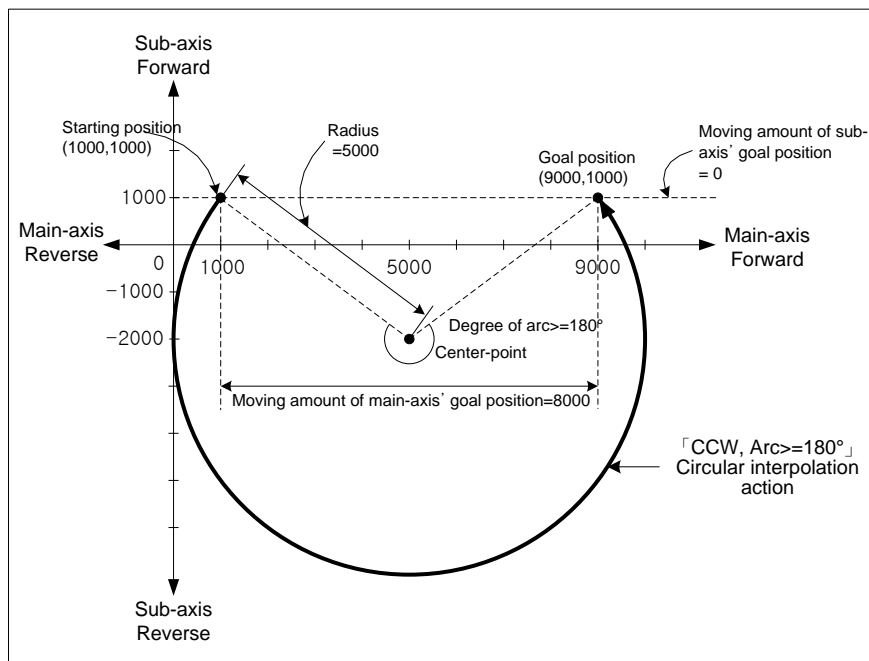 Sub-axis
Forward
Starting position
(1000,1000)
Radius
=5000
Goal position
(9000,1000)
Moving amount of sub-
axis’ goal position
= 0
1000
Main-axis
Reverse
Main-axis
Forward
0
1000
5000
9000
−1000
−2000
Degree of arc>=180°
Center-point
Moving amount of main-axis’ goal position=8000
「CCW, Arc>=180°」
Circular interpolation
action
Sub-axis
Reverse